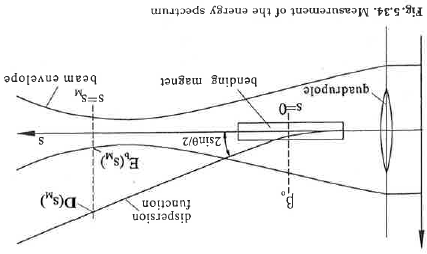 dispersion
function
D(s_M)
β_o
E_b(s_M)
2sinθ/2
s
s=0
s=s_M
quadrupole
bending magnet
beam envelope
Fig. 5.34. Measurement of the energy spectrum